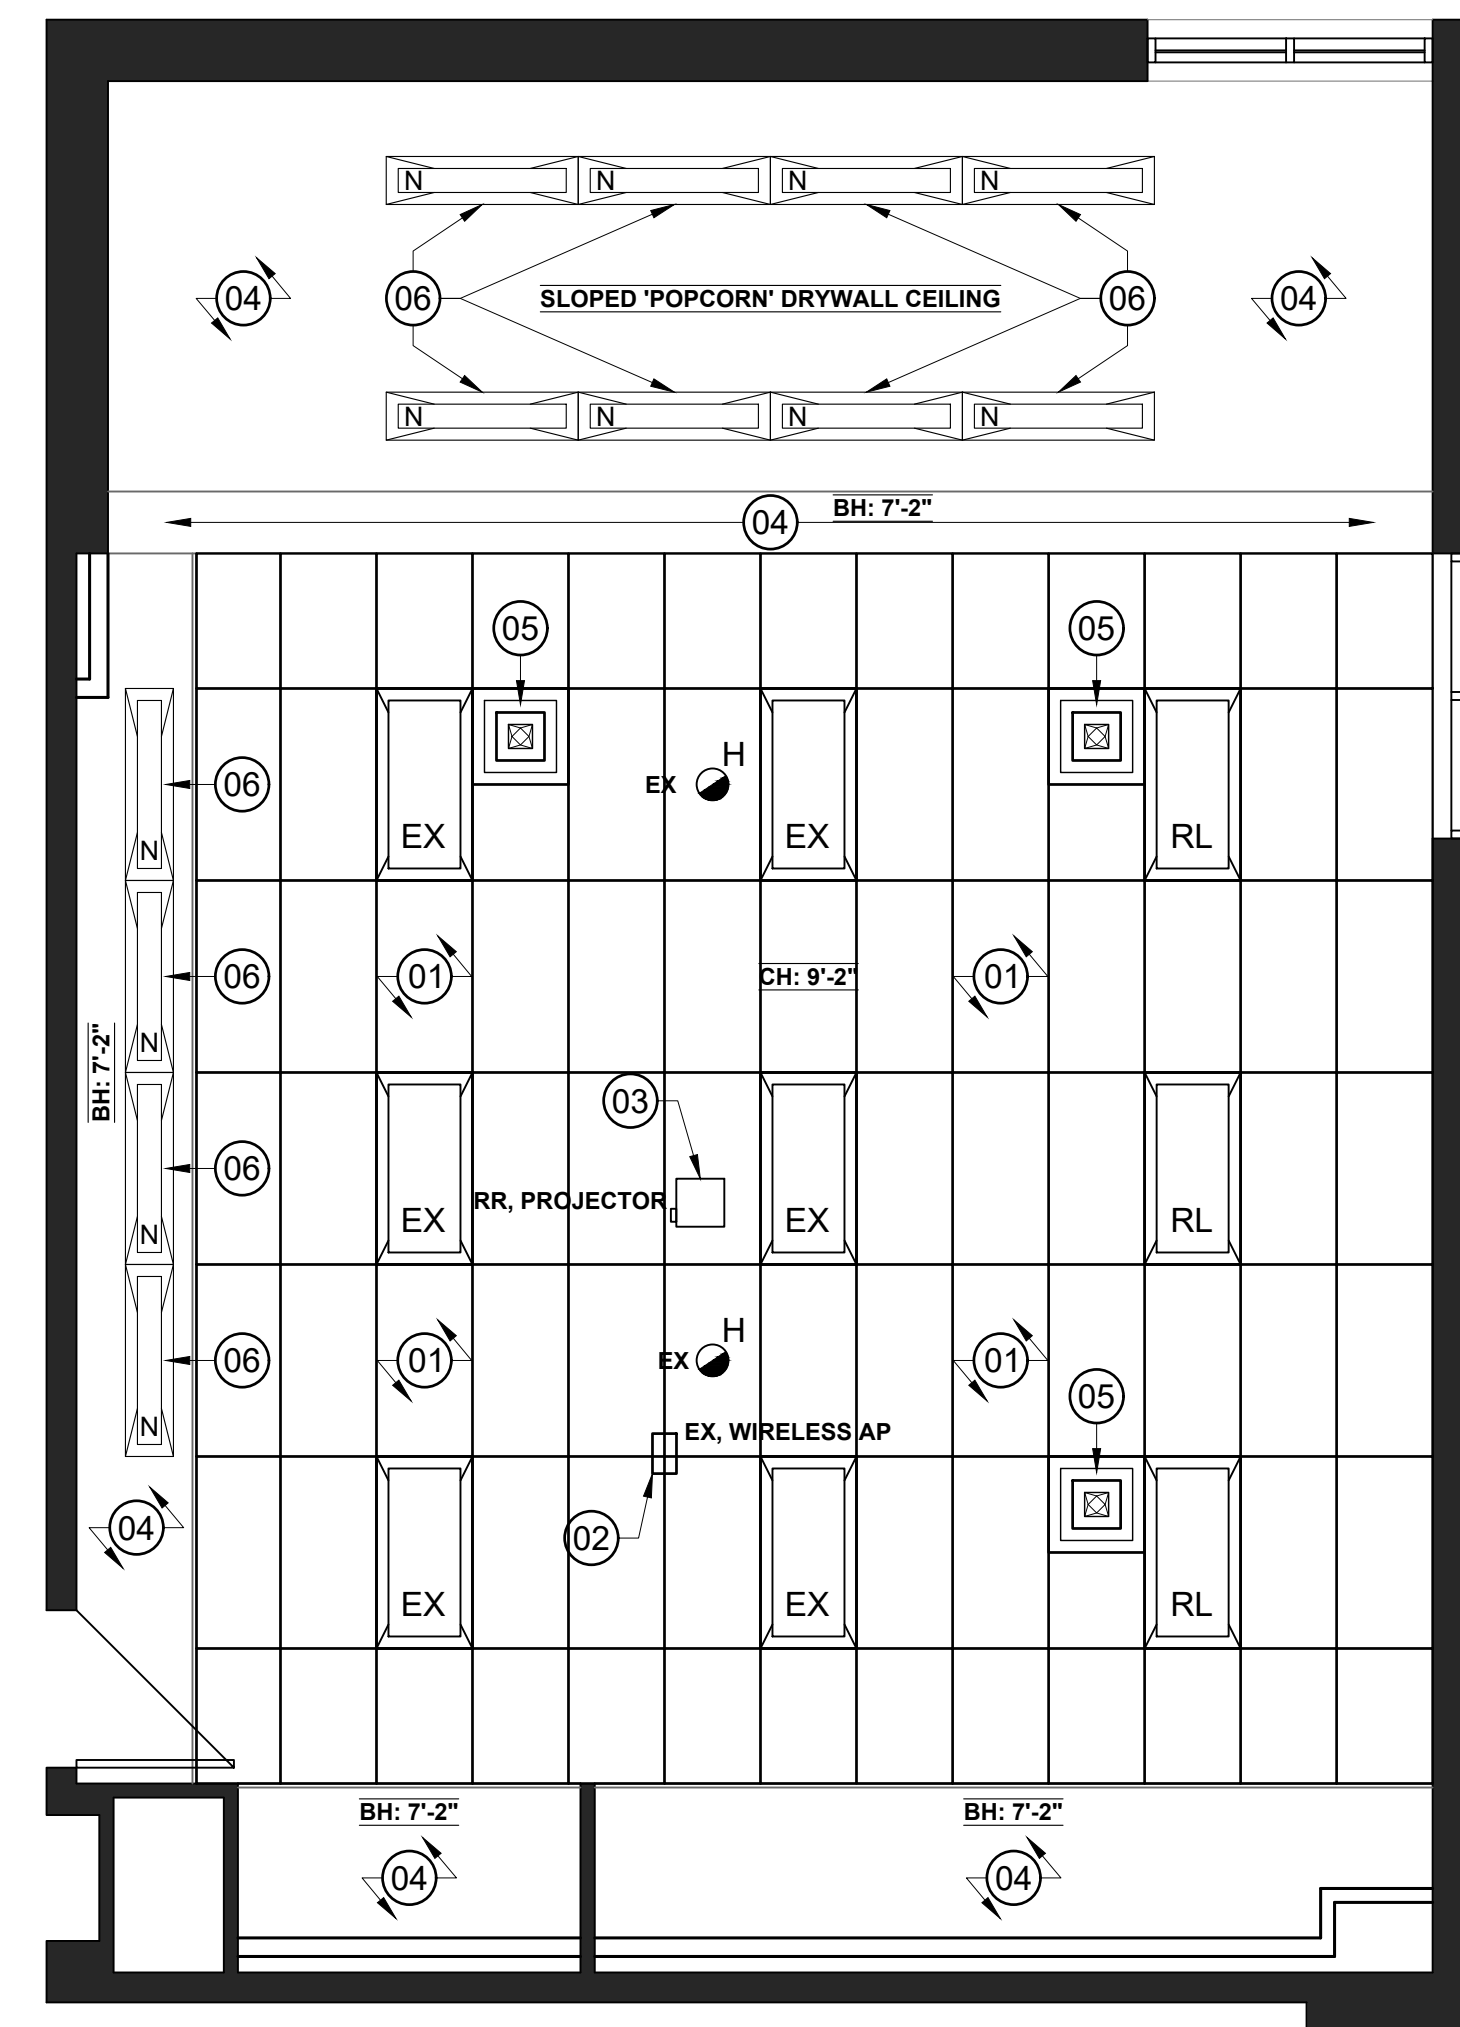 N N N N
04 06 SLOPED 'POPCORN' DRYWALL CEILING 06 04
N N N N
BH: 7'-2"
04
05 05
H
EX
06
EX EX RL
N
06 01 CH: 9'-2" 01
N
BH: 7'-2"
03
06
RR, PROJECTOR
EX EX RL
N
H
06 01 EX 01
05
N
EX, WIRELESS AP
04 02
EX EX RL
BH: 7'-2" BH: 7'-2"
04 04